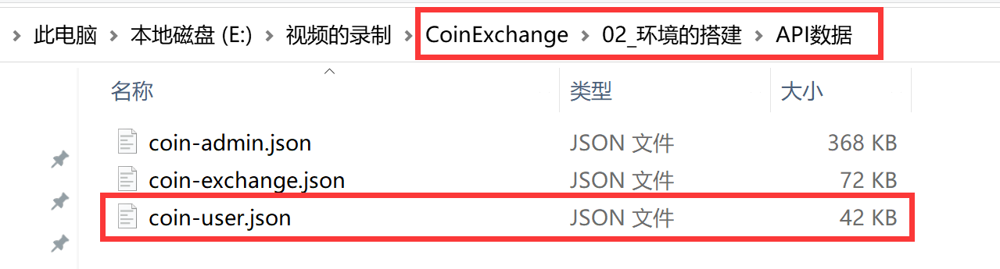 此电脑 > 本地磁盘 (E:) > 视频的录制 > CoinExchange > 02_环境的搭建 > API数据
名称 类型 大小
coin-admin.json JSON 文件 368 KB
coin-exchange.json JSON 文件 72 KB
coin-user.json JSON 文件 42 KB